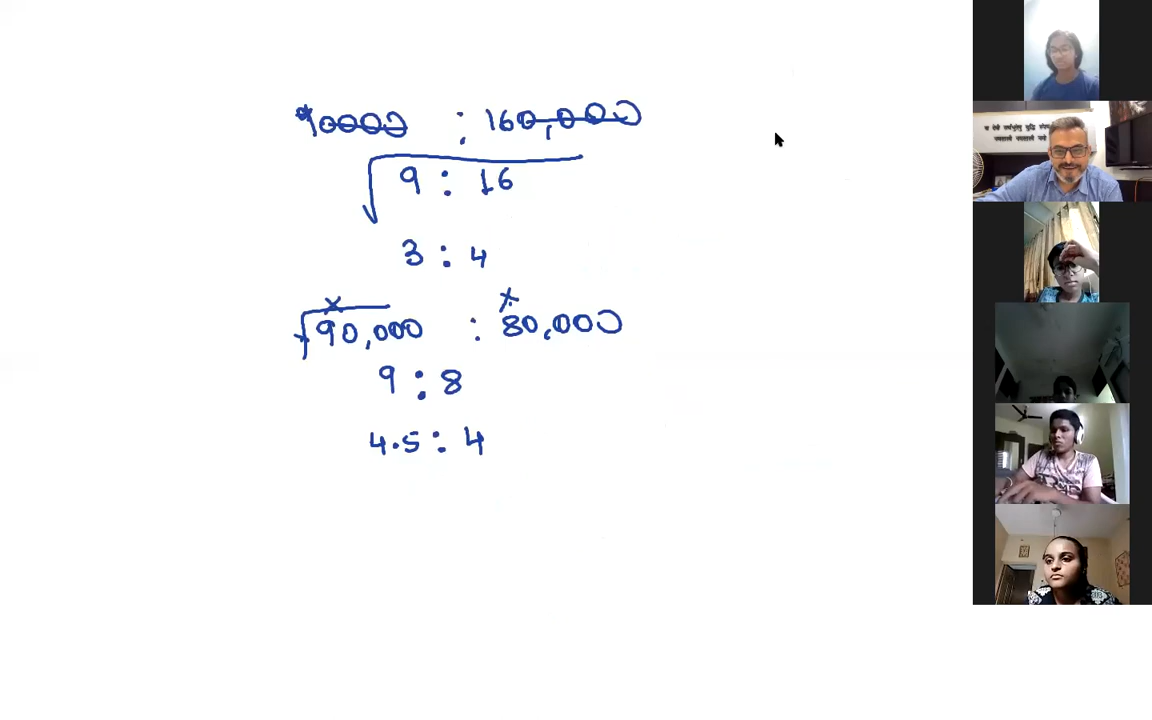 90000 : 160,000
√9 : 16
3 : 4
x x
√90,000 : 80,000
9 : 8
4.5 : 4